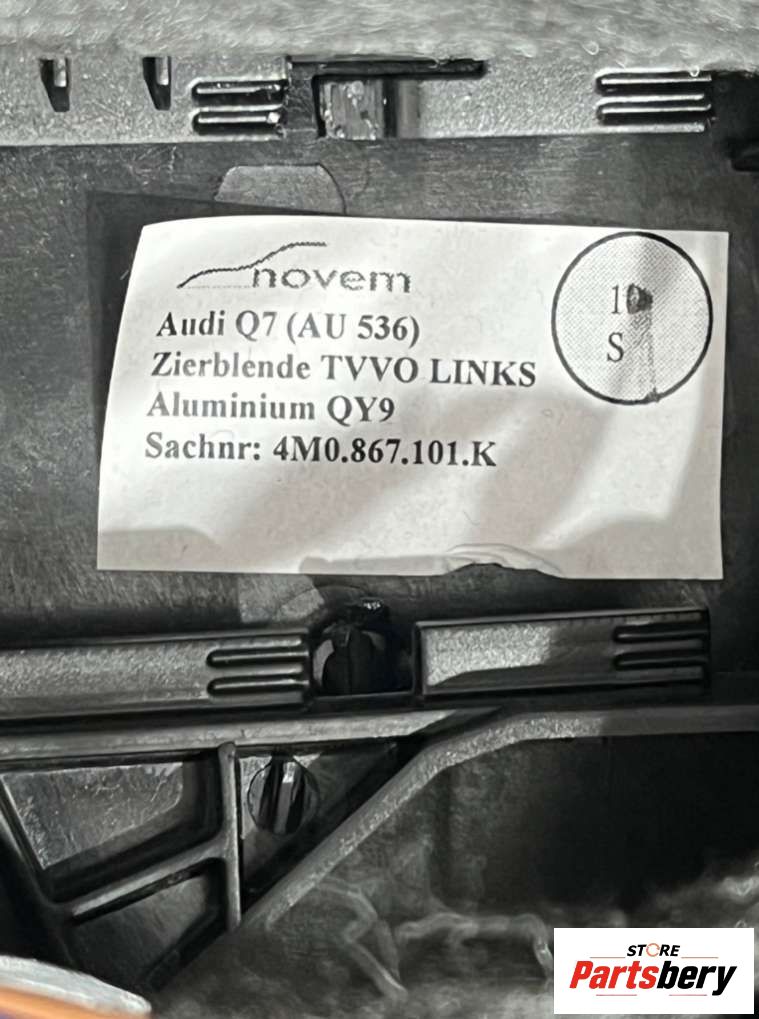 novem
Audi Q7 (AU 536)
Zierblende TVVO LINKS
Aluminium QY9
Sachnr: 4M0.867.101.K
S
STORE
Partsbery